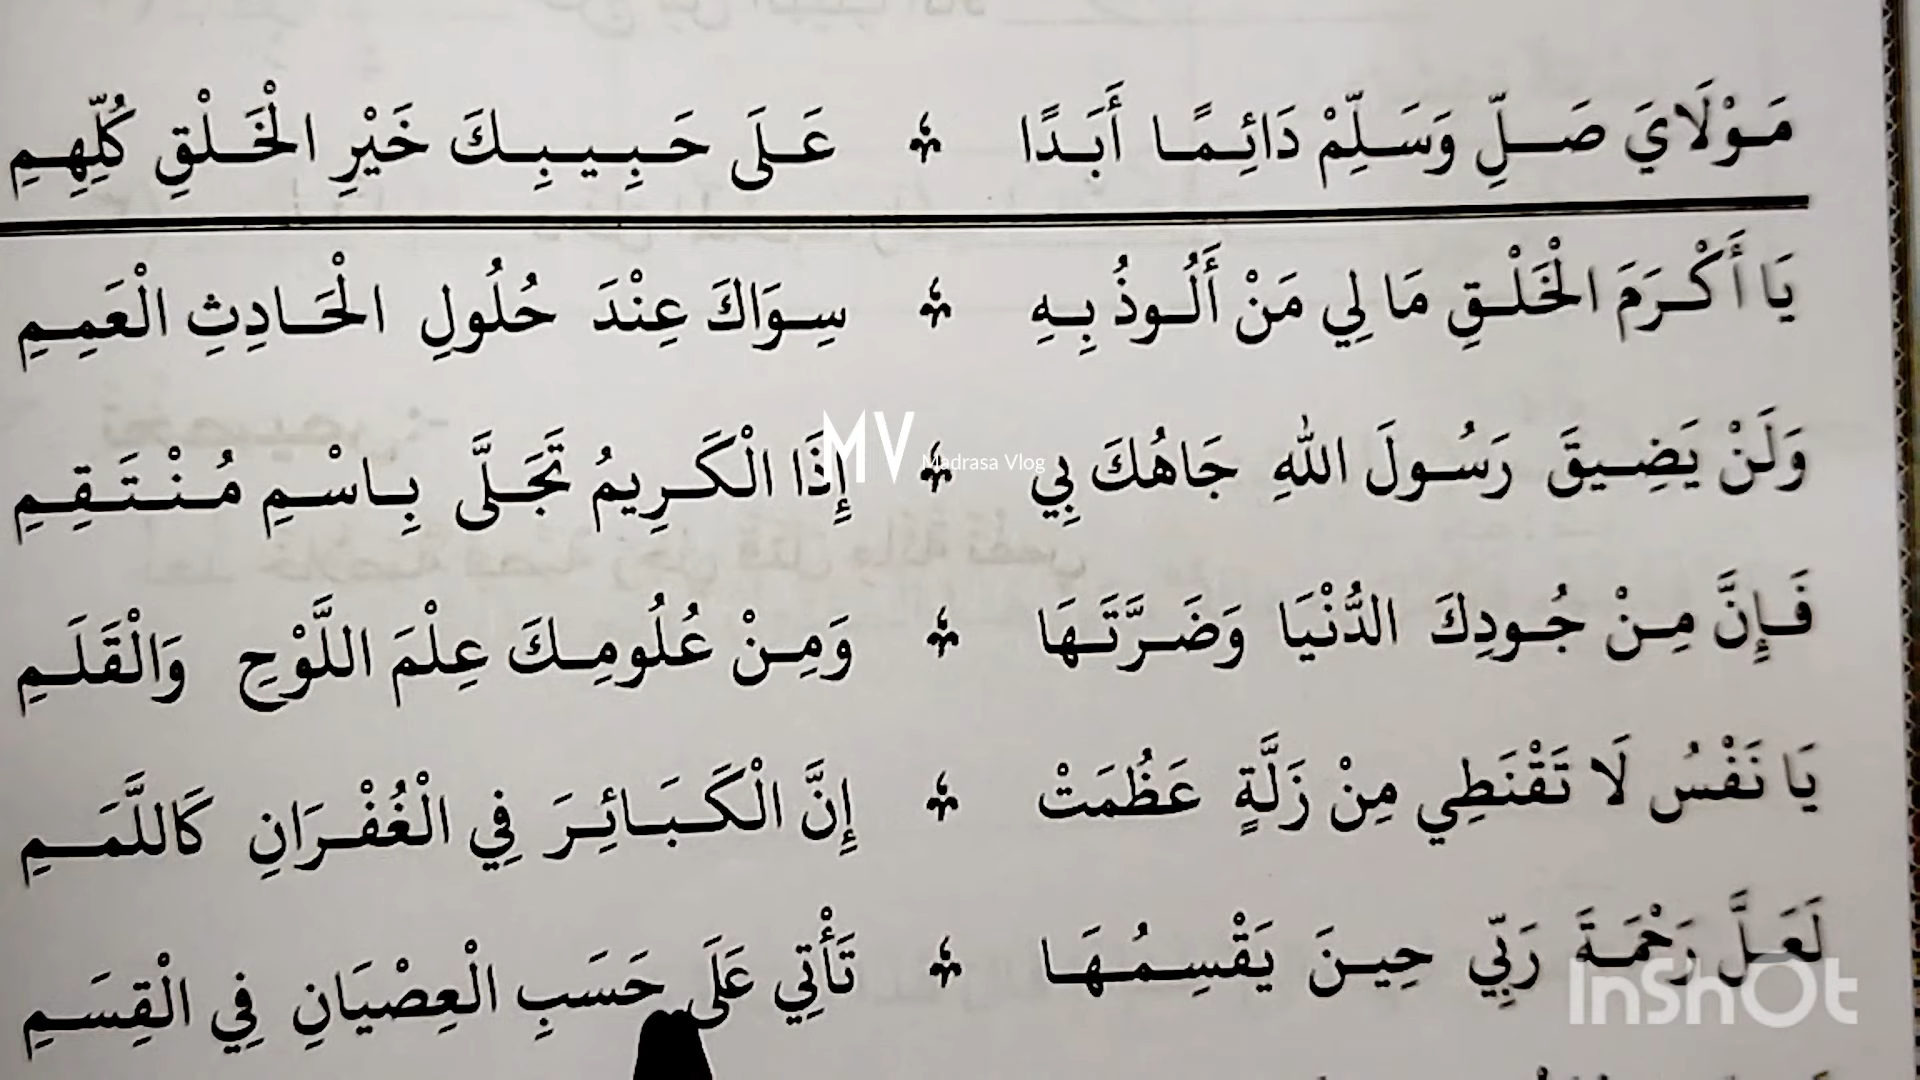 مَوْلَايَ صَلِّ وَسَلِّمْ دَائِمًا أَبَدًا عَلَى حَبِيبِكَ خَيْرِ الْخَلْقِ كُلِّهِمِ
يَا أَكْرَمَ الْخَلْقِ مَا لِي مَنْ أَلُوذُ بِهِ سِوَاكَ عِنْدَ حُلُولِ الْحَادِثِ الْعَمِمِ
وَلَنْ يَضِيقَ رَسُولَ اللهِ جَاهُكَ بِي إِذَا الْكَرِيمُ تَجَلَّى بِاسْمِ مُنْتَقِمِ
MV
Madrasa Vlog
فَإِنَّ مِنْ جُودِكَ الدُّنْيَا وَضَرَّتَهَا وَمِنْ عُلُومِكَ عِلْمَ اللَّوْحِ وَالْقَلَمِ
يَا نَفْسُ لَا تَقْنَطِي مِنْ زَلَّةٍ عَظُمَتْ إِنَّ الْكَبَائِرَ فِي الْغُفْرَانِ كَاللَّمَمِ
لَعَلَّ رَحْمَةَ رَبِّي حِينَ يَقْسِمُهَا تَأْتِي عَلَى حَسَبِ الْعِصْيَانِ فِي الْقِسَمِ
InShOt